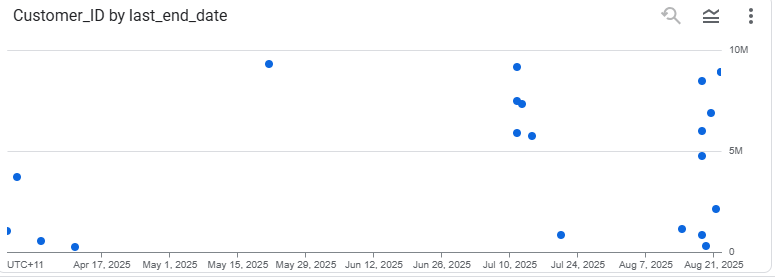 Customer_ID by last_end_date
10M
5M
0
UTC+11 Apr 17, 2025 May 1, 2025 May 15, 2025 May 29, 2025 Jun 12, 2025 Jun 26, 2025 Jul 10, 2025 Jul 24, 2025 Aug 7, 2025 Aug 21, 2025